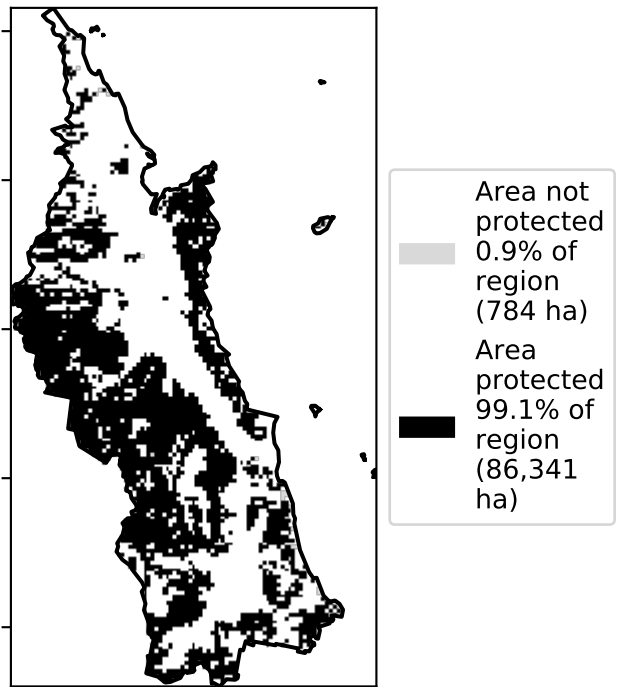 Area not
protected
0.9% of
region
(784 ha)
Area
protected
99.1% of
region
(86,341
ha)